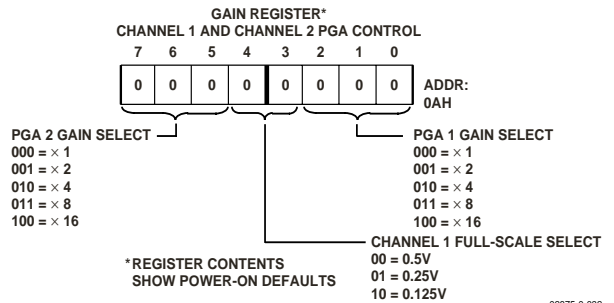 GAIN REGISTER*
CHANNEL 1 AND CHANNEL 2 PGA CONTROL
7 6 5 4 3 2 1 0
0 0 0 0 0 0 0 0
ADDR:
0AH
PGA 2 GAIN SELECT
000 = × 1
001 = × 2
010 = × 4
011 = × 8
100 = × 16
PGA 1 GAIN SELECT
000 = × 1
001 = × 2
010 = × 4
011 = × 8
100 = × 16
CHANNEL 1 FULL-SCALE SELECT
00 = 0.5V
01 = 0.25V
10 = 0.125V
*REGISTER CONTENTS
SHOW POWER-ON DEFAULTS